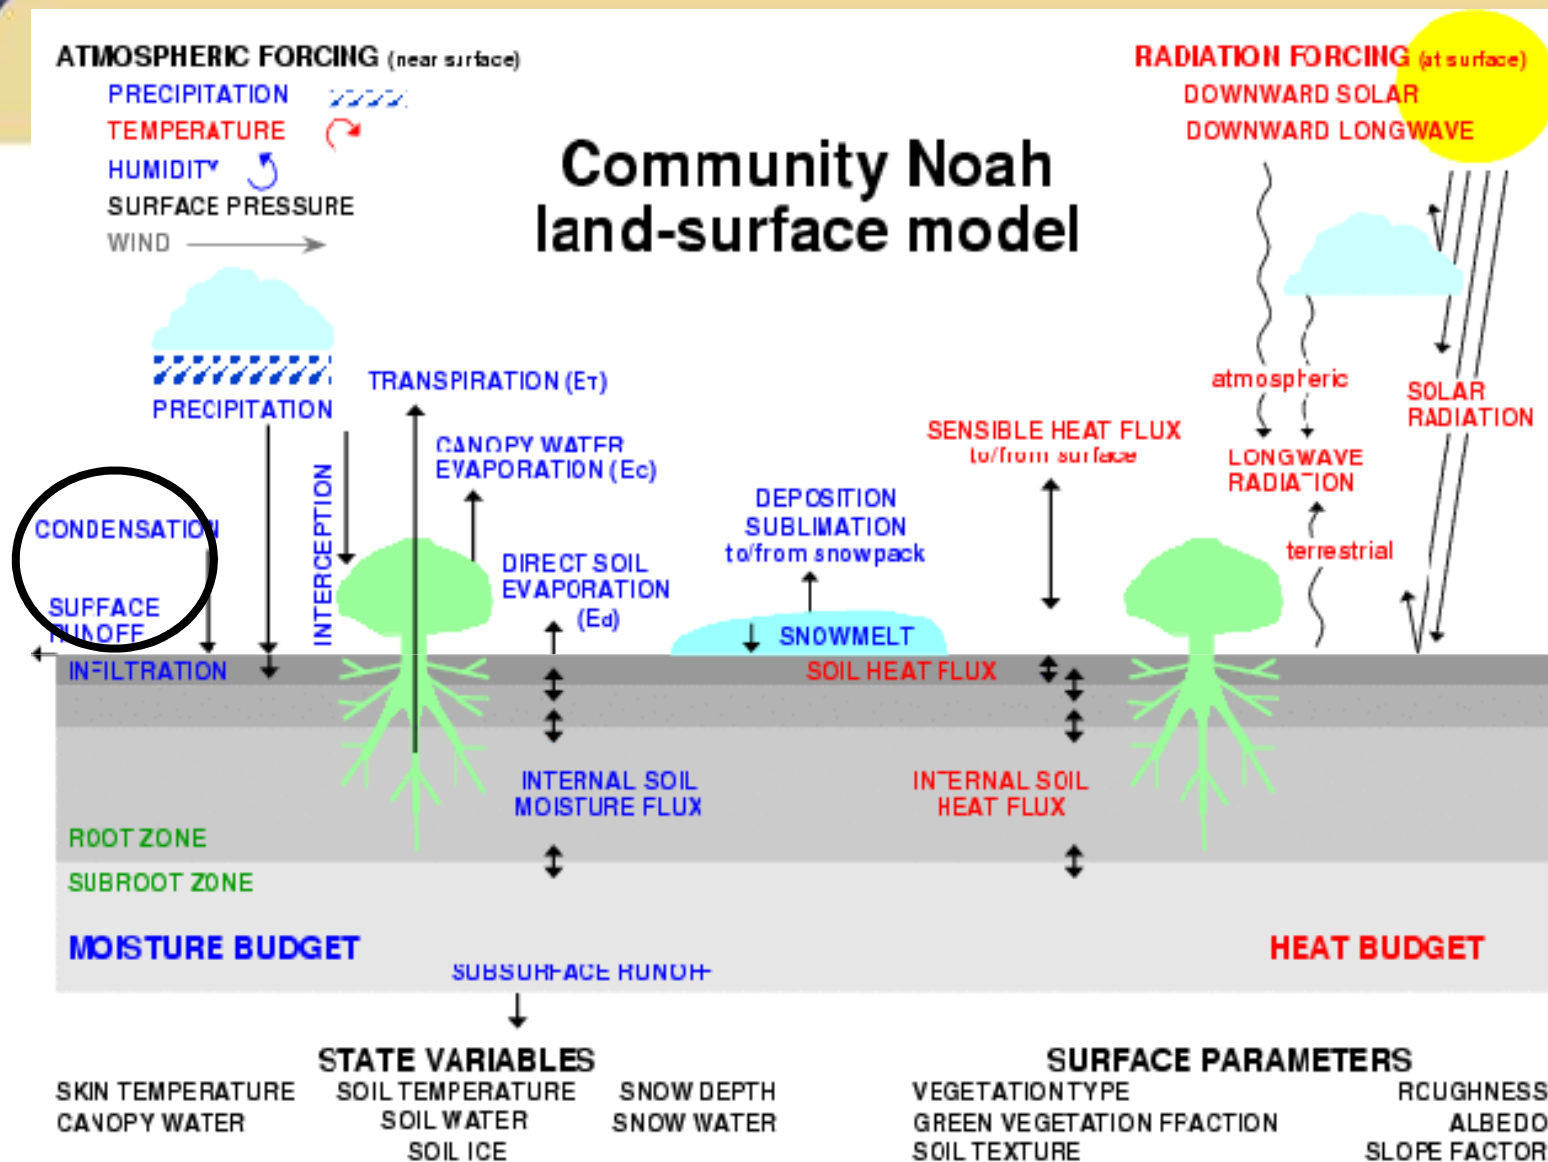 ATMOSPHERIC FORCING (near surface)
PRECIPITATION
TEMPERATURE
HUMIDITY
SURFACE PRESSURE
WIND
Community Noah
land-surface model
RADIATION FORCING (at surface)
DOWNWARD SOLAR
DOWNWARD LONGWAVE
PRECIPITATION
TRANSPIRATION (ET)
CANOPY WATER
EVAPORATION (Ec)
CONDENSATION
INTERCEPTION
DIRECT SOIL
EVAPORATION
(Ed)
SURFACE
RUNOFF
INFILTRATION
DEPOSITION
SUBLIMATION
to/from snowpack
SNOWMELT
SENSIBLE HEAT FLUX
to/from surface
SOIL HEAT FLUX
atmospheric
LONGWAVE
RADIATION
terrestrial
SOLAR
RADIATION
INTERNAL SOIL
MOISTURE FLUX
INTERNAL SOIL
HEAT FLUX
ROOT ZONE
SUBROOT ZONE
MOISTURE BUDGET
HEAT BUDGET
SUBSURFACE RUNOFF
STATE VARIABLES
SKIN TEMPERATURE
CANOPY WATER
SOIL TEMPERATURE
SOIL WATER
SOIL ICE
SNOW DEPTH
SNOW WATER
SURFACE PARAMETERS
VEGETATION TYPE
GREEN VEGETATION FRACTION
SOIL TEXTURE
ROUGHNESS
ALBEDO
SLOPE FACTOR